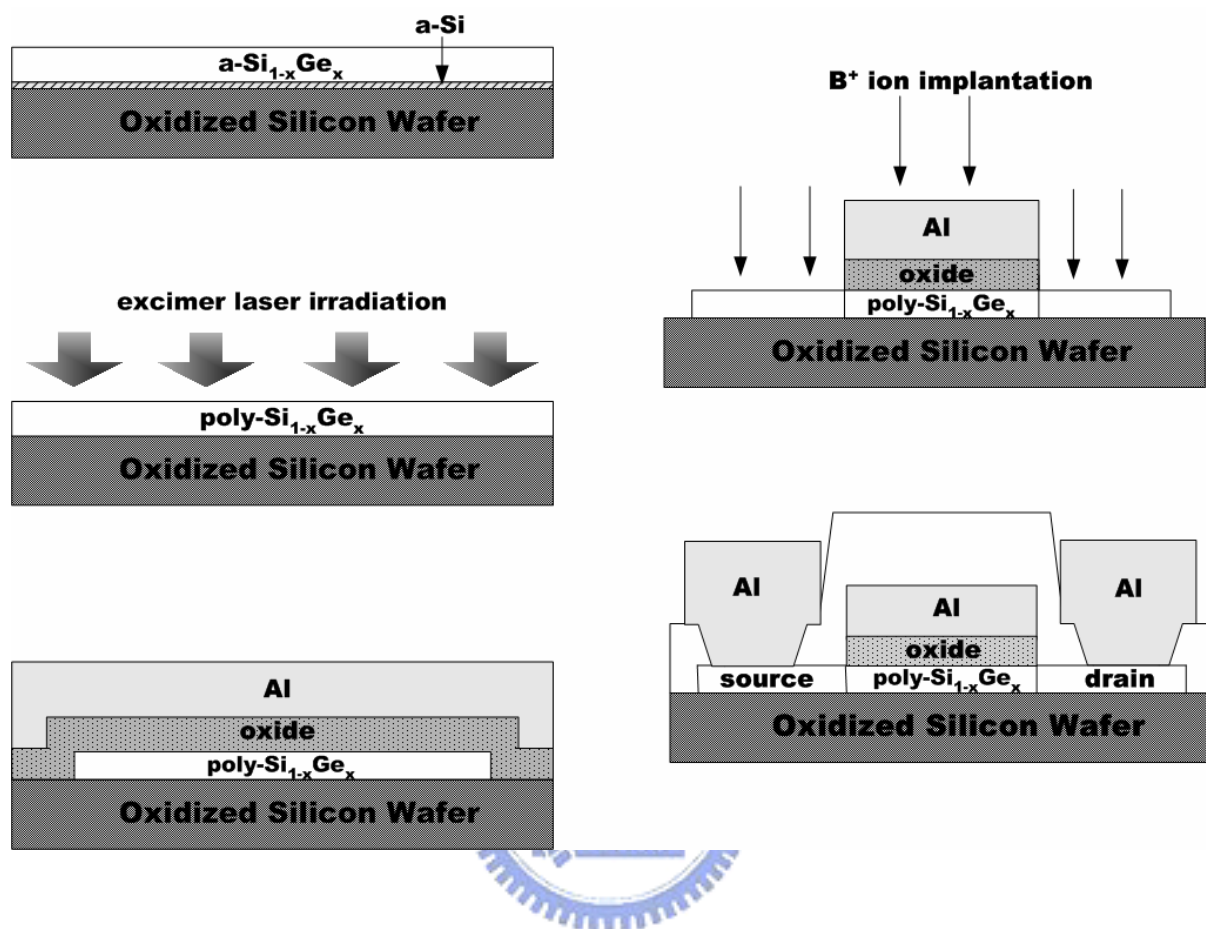 a-Si
a-Si₁₋ₓGeₓ
Oxidized Silicon Wafer
excimer laser irradiation
poly-Si₁₋ₓGeₓ
Oxidized Silicon Wafer
Al
oxide
poly-Si₁₋ₓGeₓ
Oxidized Silicon Wafer
B⁺ ion implantation
Al
oxide
poly-Si₁₋ₓGeₓ
Oxidized Silicon Wafer
Al
Al
Al
oxide
source
poly-Si₁₋ₓGeₓ
drain
Oxidized Silicon Wafer